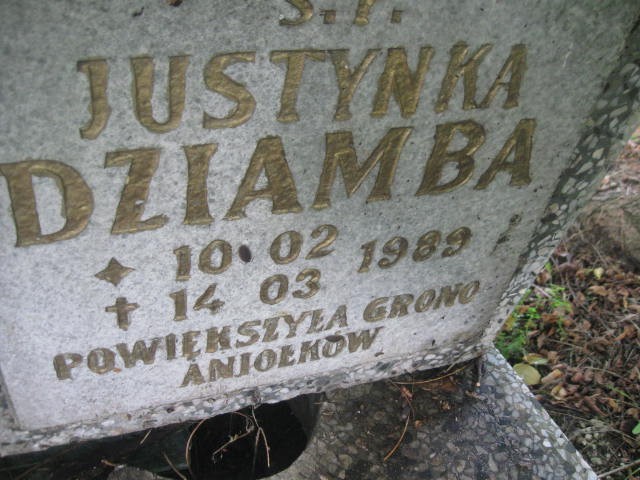 Ś.P.
JUSTYNKA
DZIAMBA
10 02 1989
14 03
POWIĘKSZYŁA GRONO
ANIOŁKÓW